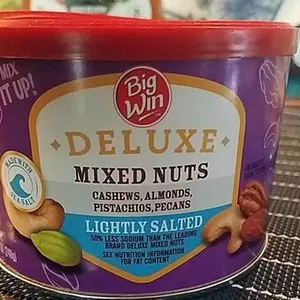 MIX
IT UP!
Big
Win
DELUXE
MIXED NUTS
CASHEWS, ALMONDS,
PISTACHIOS, PECANS
MADE WITH
SEA SALT
LIGHTLY SALTED
50% LESS SODIUM THAN THE LEADING
BRAND DELUXE MIXED NUTS
SEE NUTRITION INFORMATION
FOR FAT CONTENT